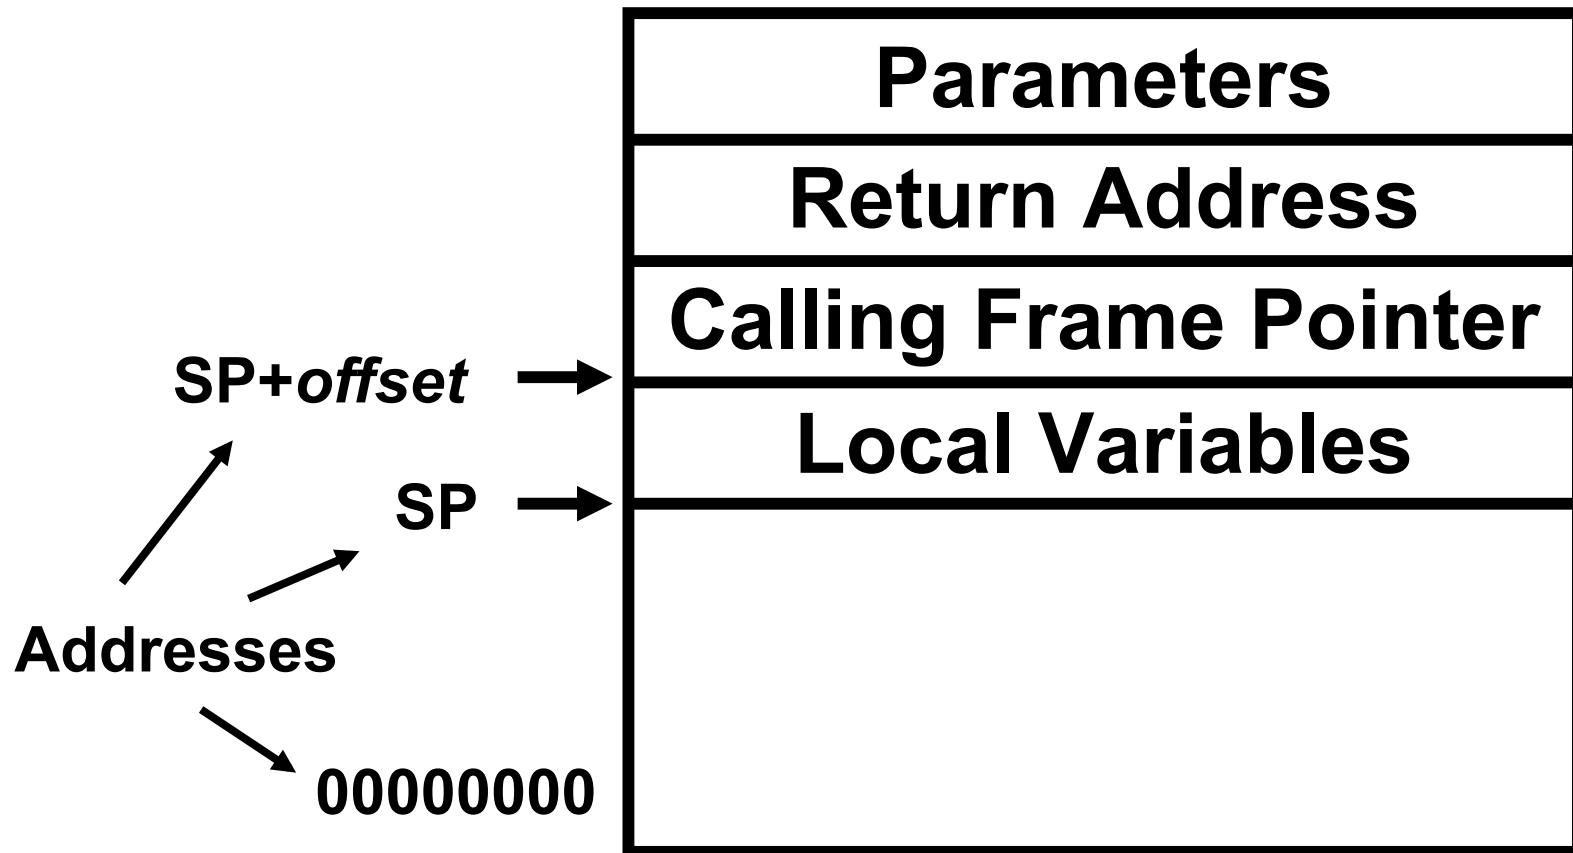 Parameters
Return Address
Calling Frame Pointer
SP+offset
Local Variables
SP
Addresses
00000000